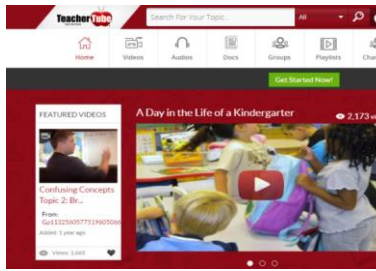 TeacherTube
Search For Your Topic...
All
Home
Videos
Audios
Docs
Groups
Playlists
Get Started Now!
FEATURED VIDEOS
A Day in the Life of a Kindergarter
2,173
Confusing Concepts
Topic 2: Br...
From:
Added: 1 year ago
Views: 1,665